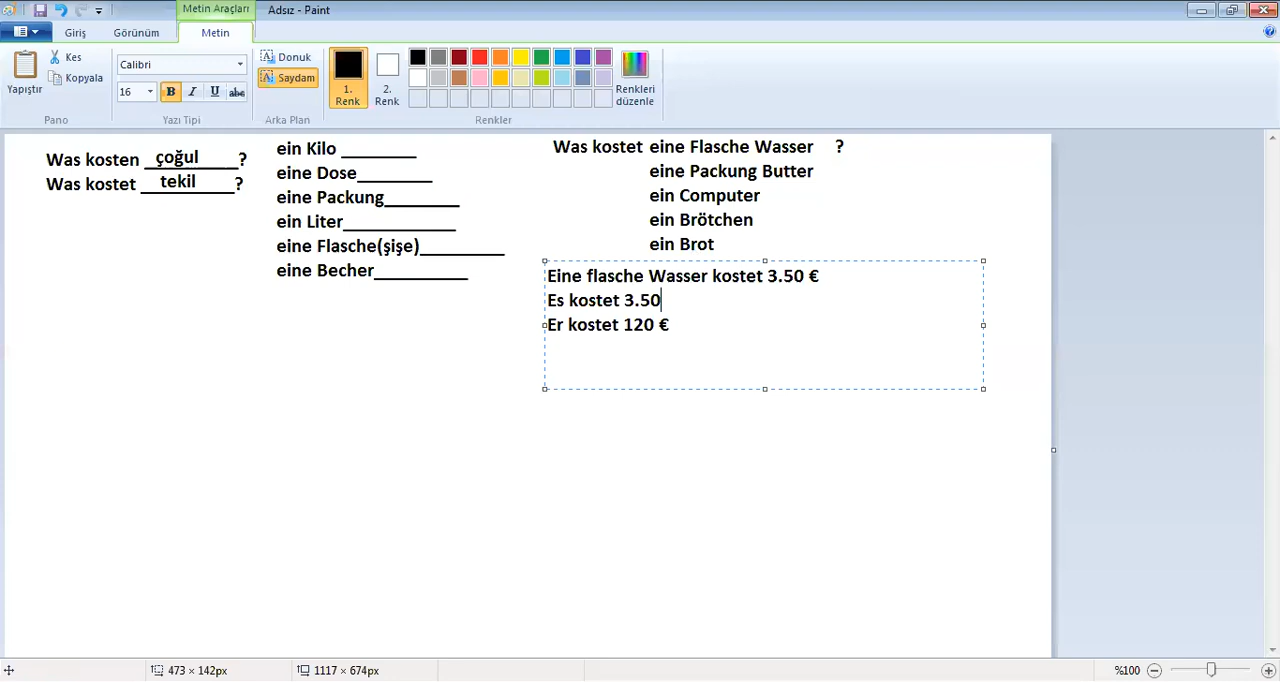 Metin Araçları
Adsız - Paint
Giriş
Görünüm
Metin
Yapıştır
Kes
Kopyala
Pano
Calibri
16
B I U abc
Yazı Tipi
Donuk
Saydam
Arka Plan
1. Renk
2. Renk
Renkleri düzenle
Renkler
Was kosten __çoğul____?
Was kostet __tekil____?
ein Kilo ________
eine Dose________
eine Packung________
ein Liter____________
eine Flasche(şişe)_________
eine Becher__________
Was kostet eine Flasche Wasser ?
eine Packung Butter
ein Computer
ein Brötchen
ein Brot
Eine flasche Wasser kostet 3.50 €
Es kostet 3.50
Er kostet 120 €
473 × 142px
1117 × 674px
%100